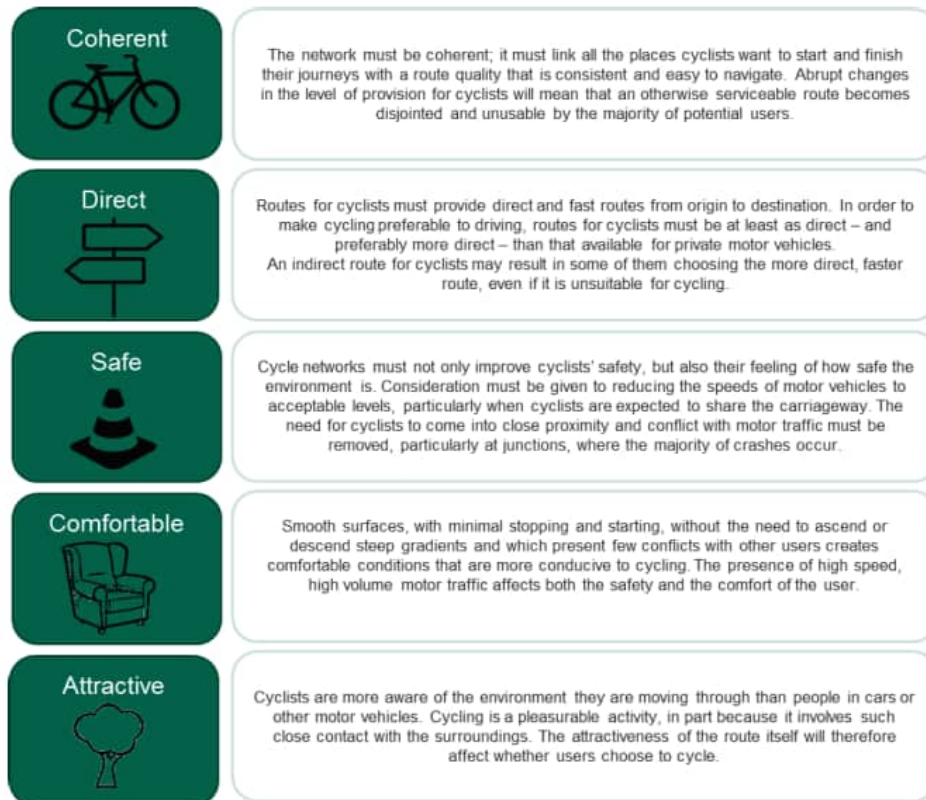 Coherent
The network must be coherent; it must link all the places cyclists want to start and finish
their journeys with a route quality that is consistent and easy to navigate. Abrupt changes
in the level of provision for cyclists will mean that an otherwise serviceable route becomes
disjointed and unusable by the majority of potential users.
Direct
Routes for cyclists must provide direct and fast routes from origin to destination. In order to
make cycling preferable to driving, routes for cyclists must be at least as direct – and
preferably more direct – than that available for private motor vehicles.
An indirect route for cyclists may result in some of them choosing the more direct, faster
route, even if it is unsuitable for cycling.
Safe
Cycle networks must not only improve cyclists' safety, but also their feeling of how safe the
environment is. Consideration must be given to reducing the speeds of motor vehicles to
acceptable levels, particularly when cyclists are expected to share the carriageway. The
need for cyclists to come into close proximity and conflict with motor traffic must be
removed, particularly at junctions, where the majority of crashes occur.
Comfortable
Smooth surfaces, with minimal stopping and starting, without the need to ascend or
descend steep gradients and which present few conflicts with other users creates
comfortable conditions that are more conducive to cycling. The presence of high speed,
high volume motor traffic affects both the safety and the comfort of the user.
Attractive
Cyclists are more aware of the environment they are moving through than people in cars or
other motor vehicles. Cycling is a pleasurable activity, in part because it involves such
close contact with the surroundings. The attractiveness of the route itself will therefore
affect whether users choose to cycle.